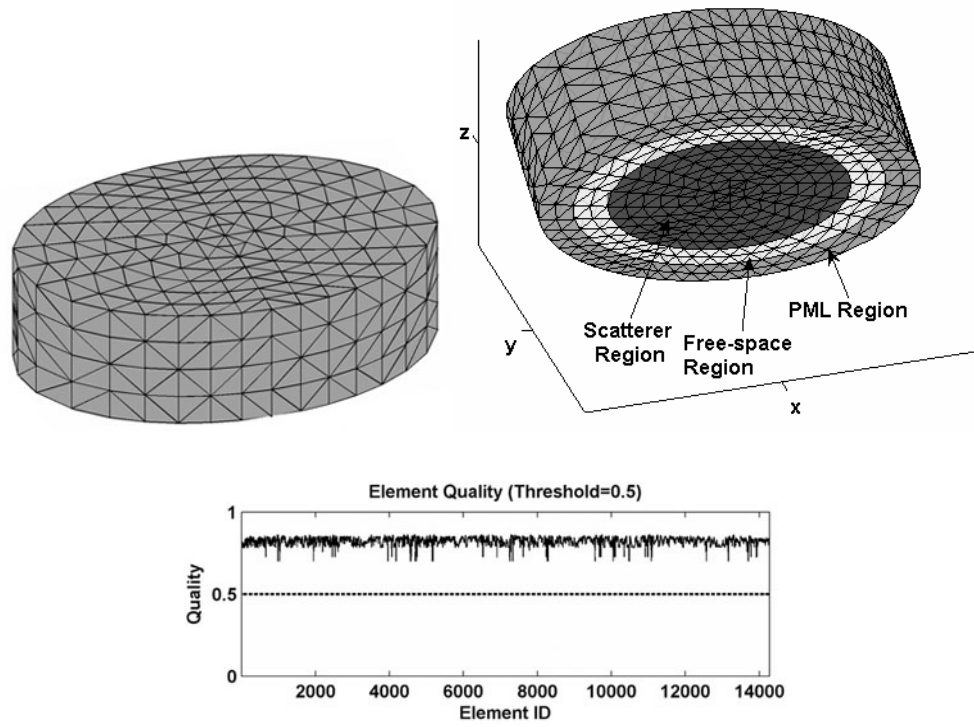 z
y
x
Scatterer
Region
Free-space
Region
PML Region
Element Quality (Threshold=0.5)
Quality
1
0.5
0
2000 4000 6000 8000 10000 12000 14000
Element ID